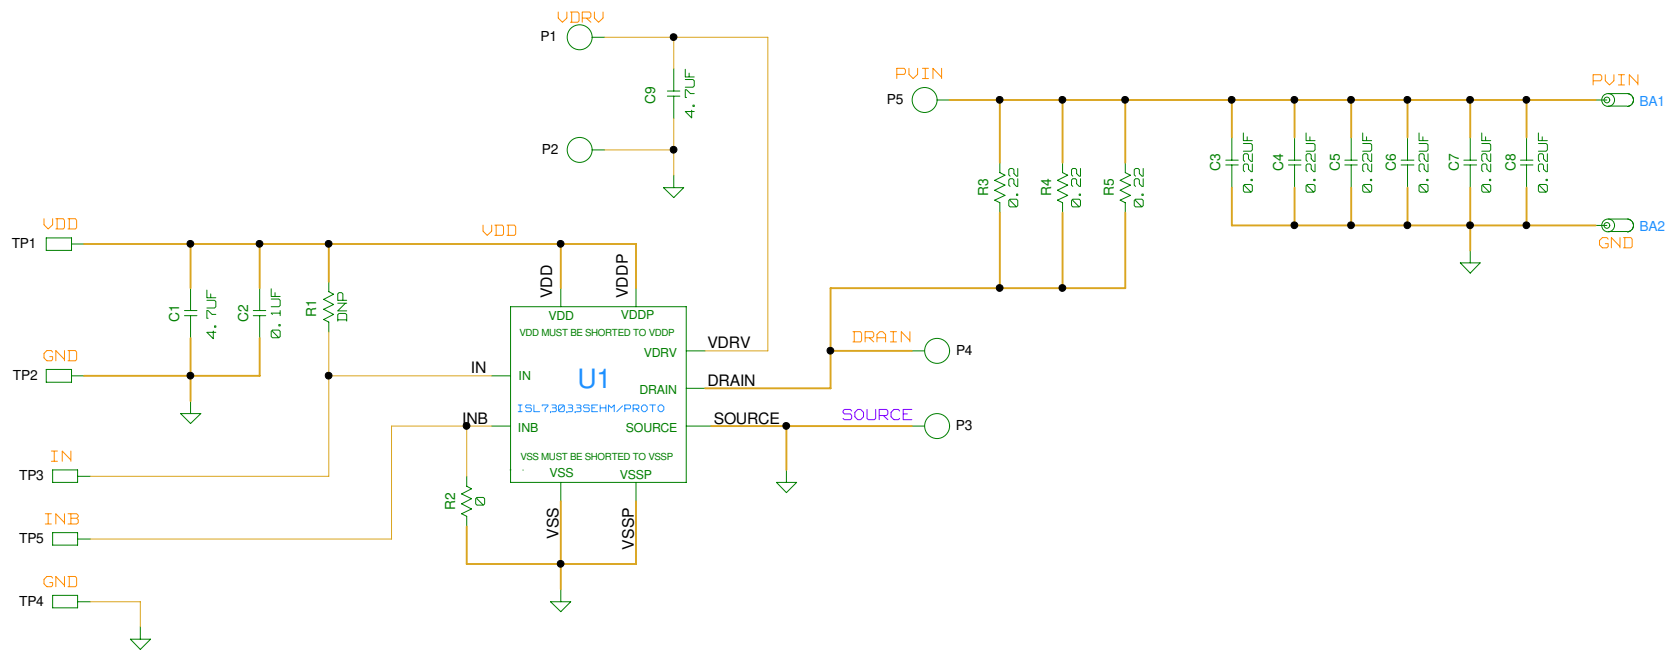 VDRV
P1
C9
4.7UF
P2
PVIN
P5
PVIN
BA1
R3
0.22
R4
0.22
R5
0.22
C3
0.22UF
C4
0.22UF
C5
0.22UF
C6
0.22UF
C7
0.22UF
C8
0.22UF
BA2
GND
VDD
TP1
VDD
C1
4.7UF
C2
0.1UF
R1
DNP
GND
TP2
VDD
VDDP
VDD
VDDP
VDD MUST BE SHORTED TO VDDP
VDRV
VDRV
DRAIN
P4
IN
IN
U1
DRAIN
DRAIN
ISL73033SEHM/PROTO
INB
INB
SOURCE
SOURCE
SOURCE
P3
VSS MUST BE SHORTED TO VSSP
VSS
VSSP
IN
TP3
R2
0
VSS
VSSP
INB
TP5
GND
TP4